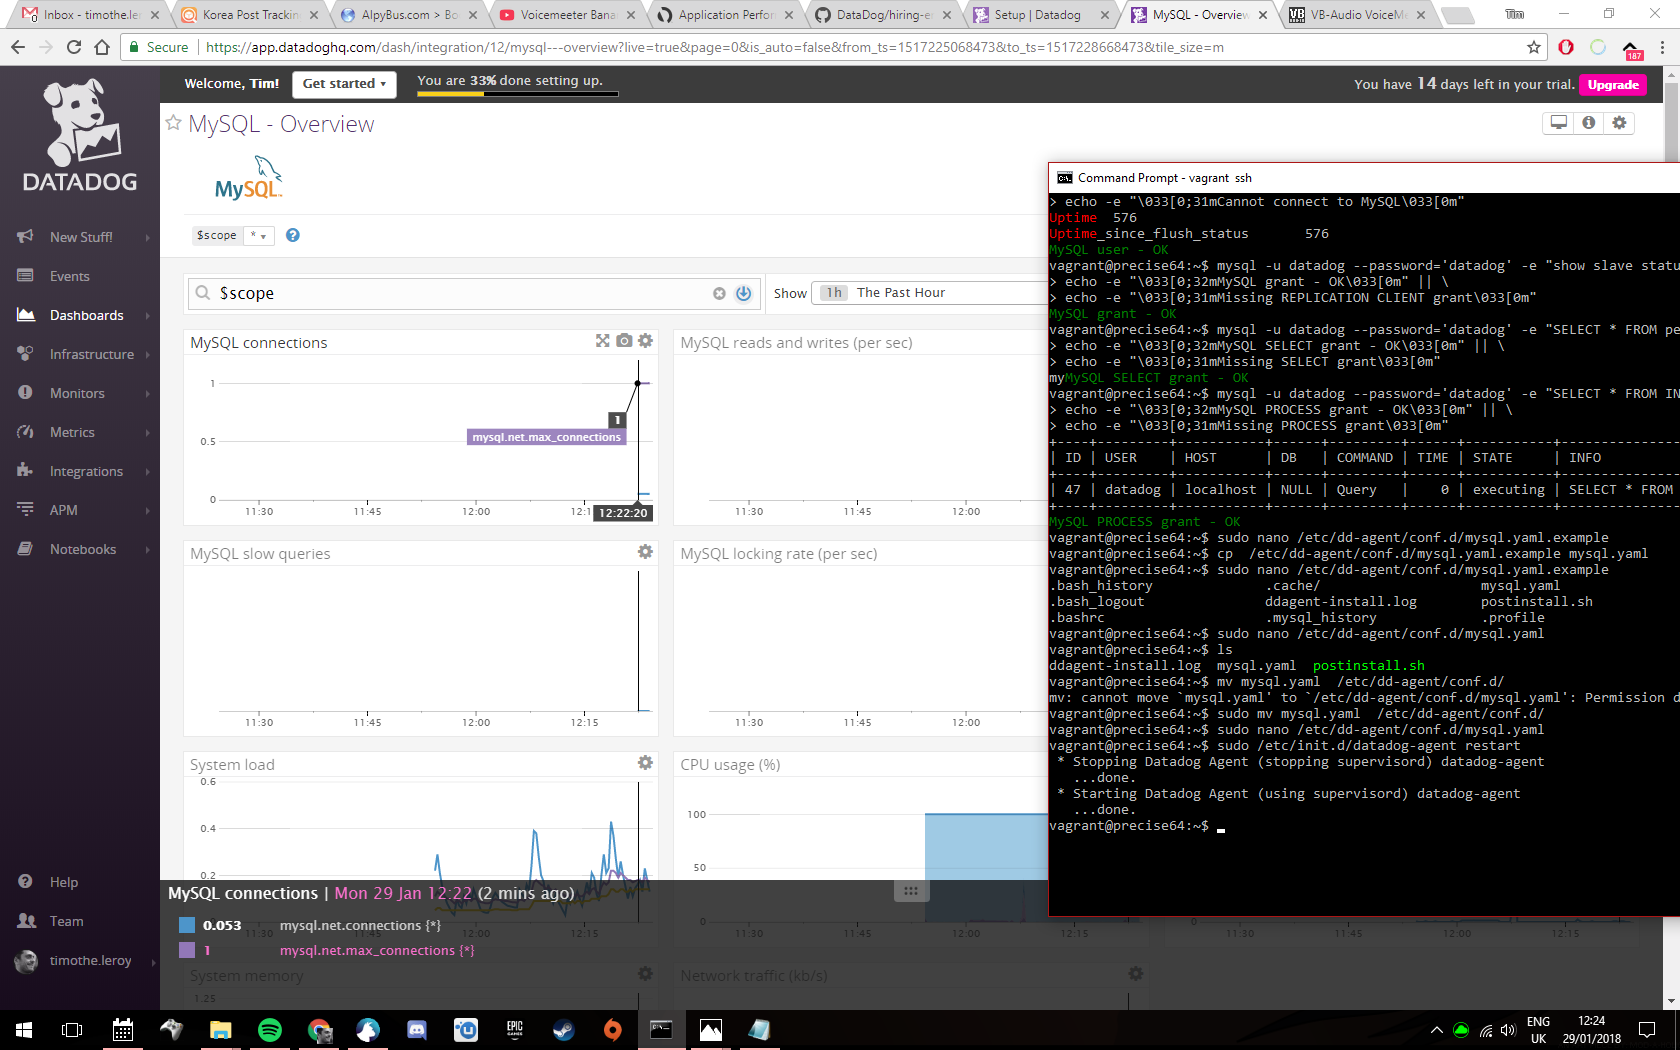 Inbox - timothe.ler
Korea Post Trackin
AlpyBus.com > Bo
Voicemeeter Bana
Application Perfor
DataDog/hiring-e
Setup | Datadog
MySQL - Overview
VB-Audio VoiceMe
Tim
Secure
https://app.datadoghq.com/dash/integration/12/mysql---overview?live=true&page=0&is_auto=false&from_ts=1517225068473&to_ts=1517228668473&tile_size=m
187
DATADOG
New Stuff!
Events
Dashboards
Infrastructure
Monitors
Metrics
Integrations
APM
Notebooks
Help
Team
timothe.leroy
Welcome, Tim!
Get started
You are 33% done setting up.
You have 14 days left in your trial.
Upgrade
MySQL - Overview
MySQL
$scope
*
?
$scope
Show
1h
The Past Hour
MySQL connections
1
0.5
0
11:30
11:45
12:00
12:1
12:22:20
1
mysql.net.max_connections
MySQL reads and writes (per sec)
11:30
11:45
12:00
MySQL slow queries
11:30
11:45
12:00
12:15
MySQL locking rate (per sec)
11:30
11:45
12:00
System load
0.6
0.4
0.2
0
11:30
11:45
12:00
12:15
CPU usage (%)
100
50
0
11:30
11:45
12:00
12:15
11:30
11:45
12:00
12:15
MySQL connections | Mon 29 Jan 12:22 (2 mins ago)
0.053 mysql.net.connections {*}
1 mysql.net.max_connections {*}
System memory
1.25
Network traffic (kb/s)
Command Prompt - vagrant ssh
> echo -e "\033[0;31mCannot connect to MySQL\033[0m"
Uptime 576
Uptime_since_flush_status 576
MySQL user - OK
vagrant@precise64:~$ mysql -u datadog --password='datadog' -e "show slave statu
> echo -e "\033[0;32mMySQL grant - OK\033[0m" || \
> echo -e "\033[0;31mMissing REPLICATION CLIENT grant\033[0m"
MySQL grant - OK
vagrant@precise64:~$ mysql -u datadog --password='datadog' -e "SELECT * FROM pe
> echo -e "\033[0;32mMySQL SELECT grant - OK\033[0m" || \
> echo -e "\033[0;31mMissing SELECT grant\033[0m"
myMySQL SELECT grant - OK
vagrant@precise64:~$ mysql -u datadog --password='datadog' -e "SELECT * FROM IN
> echo -e "\033[0;32mMySQL PROCESS grant - OK\033[0m" || \
> echo -e "\033[0;31mMissing PROCESS grant\033[0m"
+----+---------+-----------+------+---------+------+-----------+---------------
| ID | USER | HOST | DB | COMMAND | TIME | STATE | INFO
+----+---------+-----------+------+---------+------+-----------+---------------
| 47 | datadog | localhost | NULL | Query | 0 | executing | SELECT * FROM
+----+---------+-----------+------+---------+------+-----------+---------------
MySQL PROCESS grant - OK
vagrant@precise64:~$ sudo nano /etc/dd-agent/conf.d/mysql.yaml.example
vagrant@precise64:~$ cp /etc/dd-agent/conf.d/mysql.yaml.example mysql.yaml
vagrant@precise64:~$ sudo nano /etc/dd-agent/conf.d/mysql.yaml.example
.bash_history .cache/ mysql.yaml
.bash_logout ddagent-install.log postinstall.sh
.bashrc .mysql_history .profile
vagrant@precise64:~$ sudo nano /etc/dd-agent/conf.d/mysql.yaml
vagrant@precise64:~$ ls
ddagent-install.log mysql.yaml postinstall.sh
vagrant@precise64:~$ mv mysql.yaml /etc/dd-agent/conf.d/
mv: cannot move `mysql.yaml' to `/etc/dd-agent/conf.d/mysql.yaml': Permission d
vagrant@precise64:~$ sudo mv mysql.yaml /etc/dd-agent/conf.d/
vagrant@precise64:~$ sudo nano /etc/dd-agent/conf.d/mysql.yaml
vagrant@precise64:~$ sudo /etc/init.d/datadog-agent restart
* Stopping Datadog Agent (stopping supervisord) datadog-agent
...done.
* Starting Datadog Agent (using supervisord) datadog-agent
...done.
vagrant@precise64:~$
EPIC GAMES
ENG
UK
12:24
29/01/2018